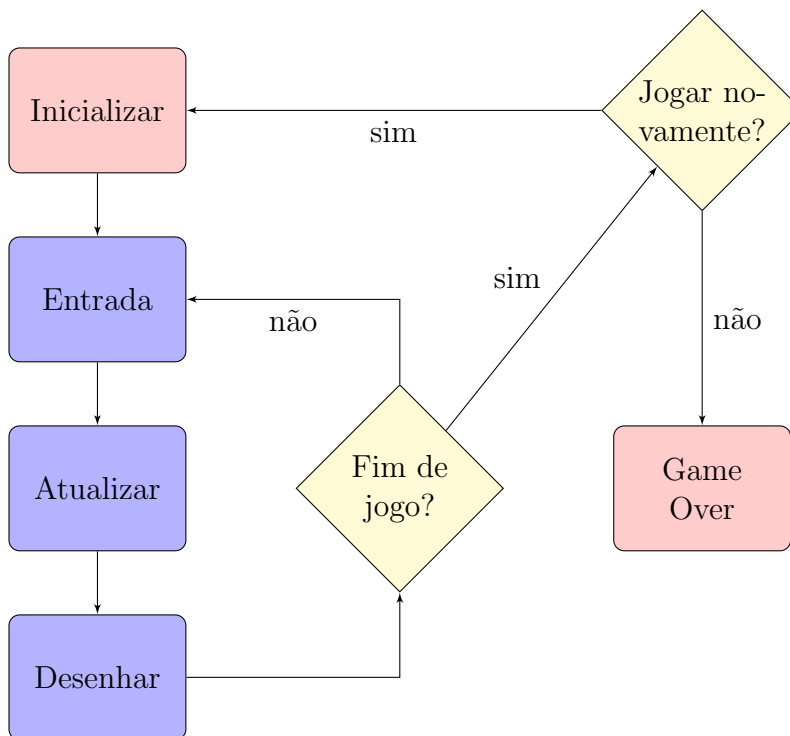 Inicializar
Jogar no-
vamente?
sim
Entrada
não
sim
não
Atualizar
Fim de
jogo?
Game
Over
Desenhar